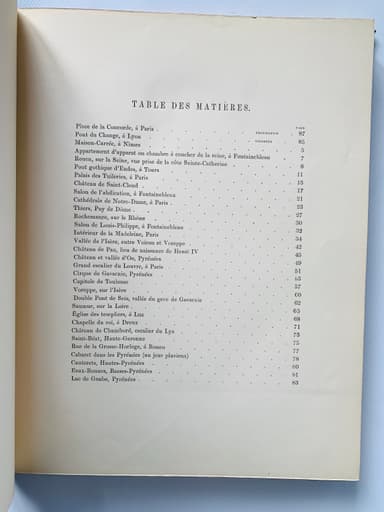 TABLE DES MATIÈRES.
PAGE
Place de la Concorde, à Paris FRONTISPICE 87
Pont du Change, à Lyon VIGNETTE 85
Maison-Carrée, à Nîmes 5
Appartement d'apparat ou chambre à coucher de la reine, à Fontainebleau 7
Rouen, sur la Seine, vue prise de la côte Sainte-Catherine 8
Pont gothique d'Eudes, à Tours 11
Palais des Tuileries, à Paris 13
Château de Saint-Cloud 17
Salon de l'abdication, à Fontainebleau 21
Cathédrale de Notre-Dame, à Paris 23
Thiers, Puy de Dôme 27
Rochemaure, sur le Rhône 30
Salon de Louis-Philippe, à Fontainebleau 32
Intérieur de la Madeleine, Paris 34
Vallée de l'Isère, entre Voiron et Voreppe 42
Château de Pau, lieu de naissance de Henri IV 45
Château et vallée d'Oo, Pyrénées 49
Grand escalier du Louvre, à Paris 51
Cirque de Gavarnie, Pyrénées 53
Capitole de Toulouse 57
Voreppe, sur l'Isère 60
Double Pont de Scia, vallée du gave de Gavarnie 62
Saumur, sur la Loire 65
Église des templiers, à Luz 68
Chapelle du roi, à Dreux 71
Château de Chambord, escalier du Lys 73
Saint-Béat, Haute-Garonne 75
Rue de la Grosse-Horloge, à Rouen 77
Cabaret dans les Pyrénées (un jour pluvieux) 78
Cauterets, Hautes-Pyrénées 80
Eaux-Bonnes, Basses-Pyrénées 81
Lac de Gaube, Pyrénées 83